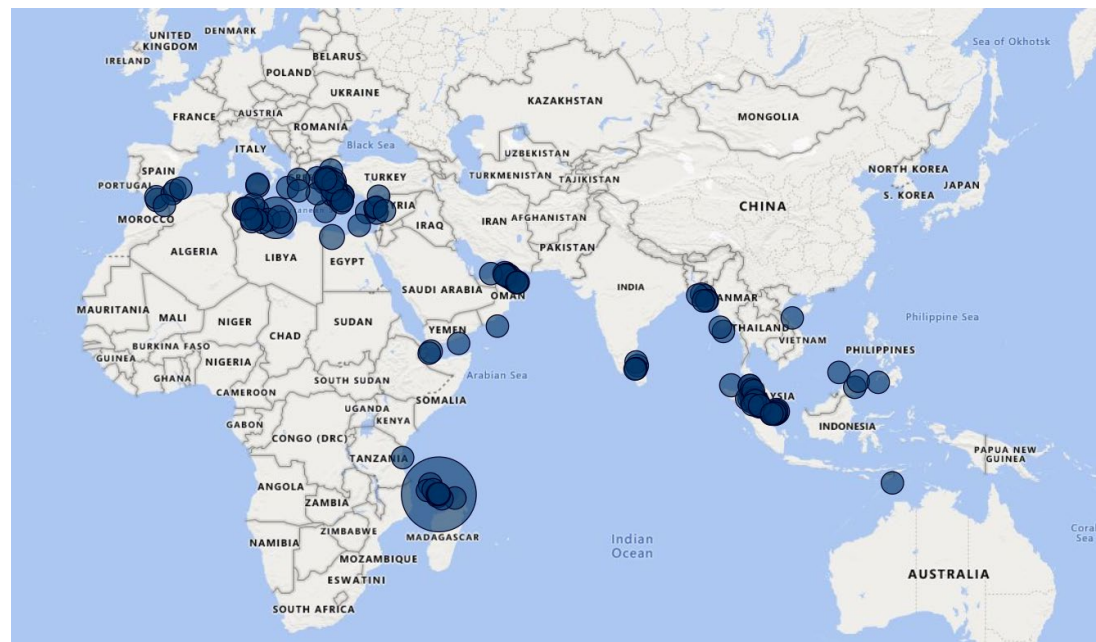 UNITED
KINGDOM
DENMARK
IRELAND
BELARUS
POLAND
UKRAINE
FRANCE
AUSTRIA
ROMANIA
ITALY
Black Sea
SPAIN
PORTUGAL
TURKEY
MOROCCO
ALGERIA
LIBYA
EGYPT
IRAQ
IRAN
AFGHANISTAN
PAKISTAN
KAZAKHSTAN
UZBEKISTAN
TURKMENISTAN
TAJIKISTAN
MONGOLIA
CHINA
NORTH KOREA
S. KOREA
JAPAN
Sea of Okhotsk
SAUDI ARABIA
OMAN
YEMEN
INDIA
THAILAND
VIETNAM
PHILIPPINES
Philippine Sea
MAURITANIA
MALI
NIGER
CHAD
SUDAN
BURKINA FASO
GUINEA
GHANA
NIGERIA
CAMEROON
SOUTH SUDAN
SOMALIA
Arabian Sea
UGANDA
KENYA
GABON
CONGO (DRC)
TANZANIA
ANGOLA
ZAMBIA
ZIMBABWE
NAMIBIA
MADAGASCAR
MOZAMBIQUE
ESWATINI
SOUTH AFRICA
Indian
Ocean
INDONESIA
PAPUA NEW
GUINEA
AUSTRALIA
Sea